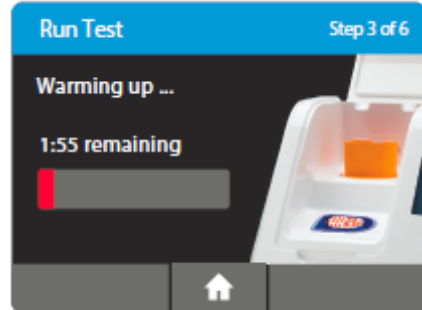 Run Test
Step 3 of 6
Warming up ...
1:55 remaining